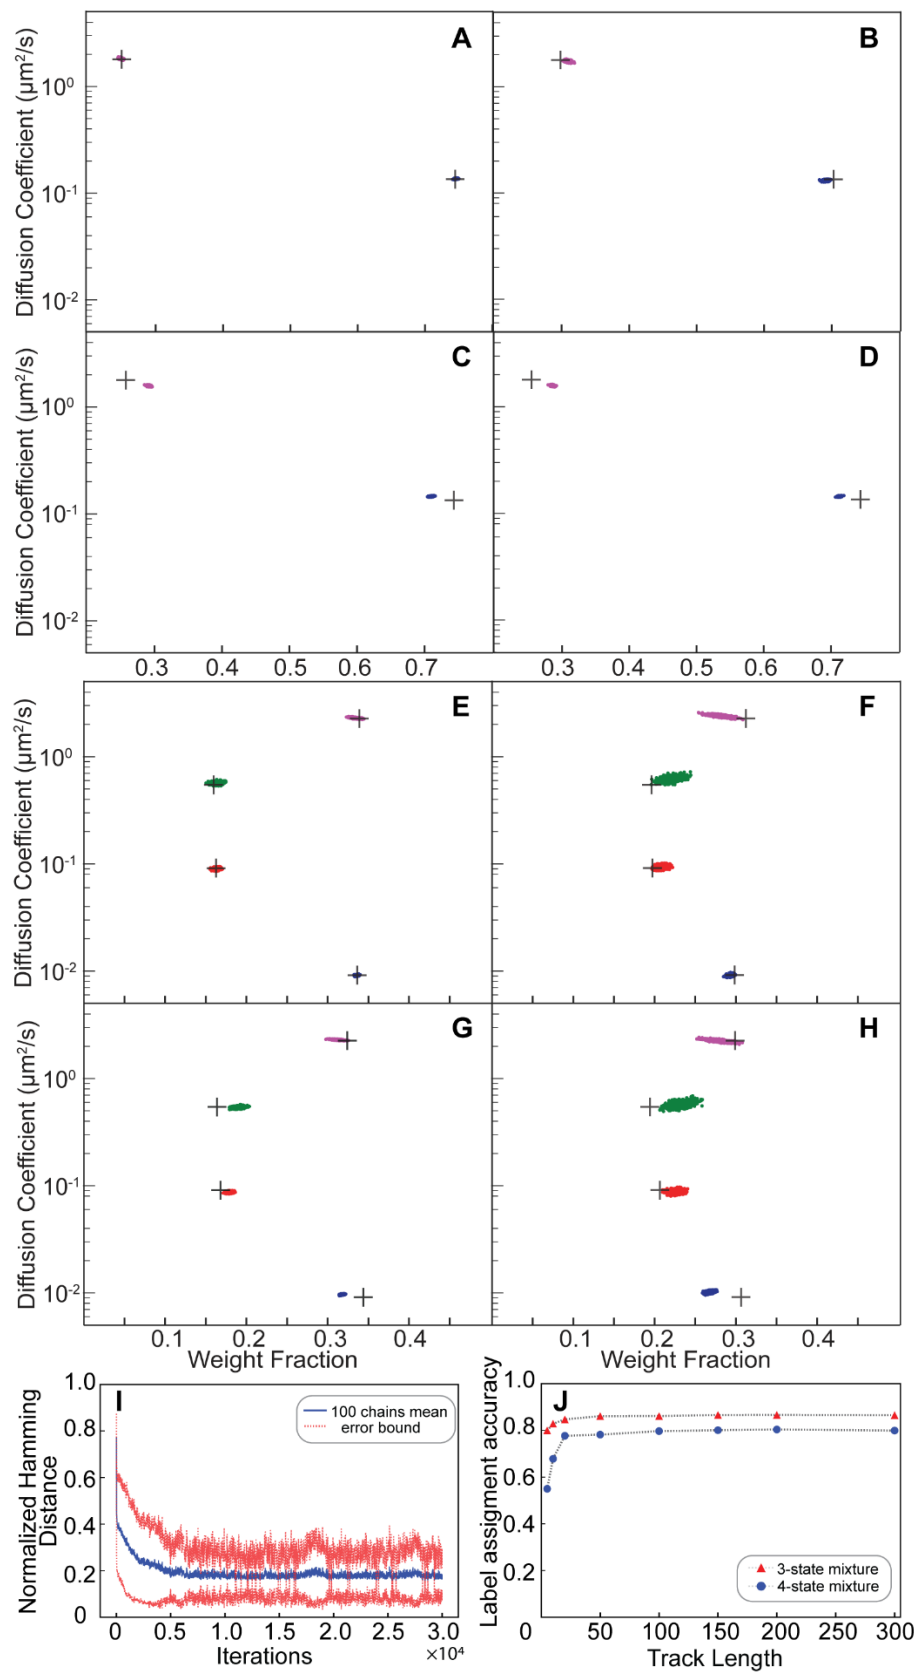 A
B
Diffusion Coefficient (µm²/s)
10⁰
10⁻¹
10⁻²
C
D
Diffusion Coefficient (µm²/s)
10⁰
10⁻¹
10⁻²
0.3 0.4 0.5 0.6 0.7
0.3 0.4 0.5 0.6 0.7
E
F
Diffusion Coefficient (µm²/s)
10⁰
10⁻¹
10⁻²
G
H
Diffusion Coefficient (µm²/s)
10⁰
10⁻¹
10⁻²
0.1 0.2 0.3 0.4
0.1 0.2 0.3 0.4
Weight Fraction
Weight Fraction
I
Normalized Hamming
Distance
1.0
0.8
0.6
0.4
0.2
0
100 chains mean
error bound
0 0.5 1.0 1.5 2.0 2.5 3.0
Iterations
×10⁴
J
Label assigment accuracy
1.0
0.8
0.6
0.4
0.2
3-state mixture
4-state mixture
0 50 100 150 200 250 300
Track Length